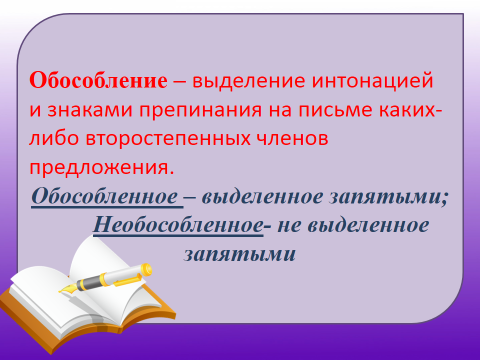 Обособление – выделение интонацией
и знаками препинания на письме каких-
либо второстепенных членов
предложения.
Обособленное – выделенное запятыми;
Необособленное- не выделенное
запятыми